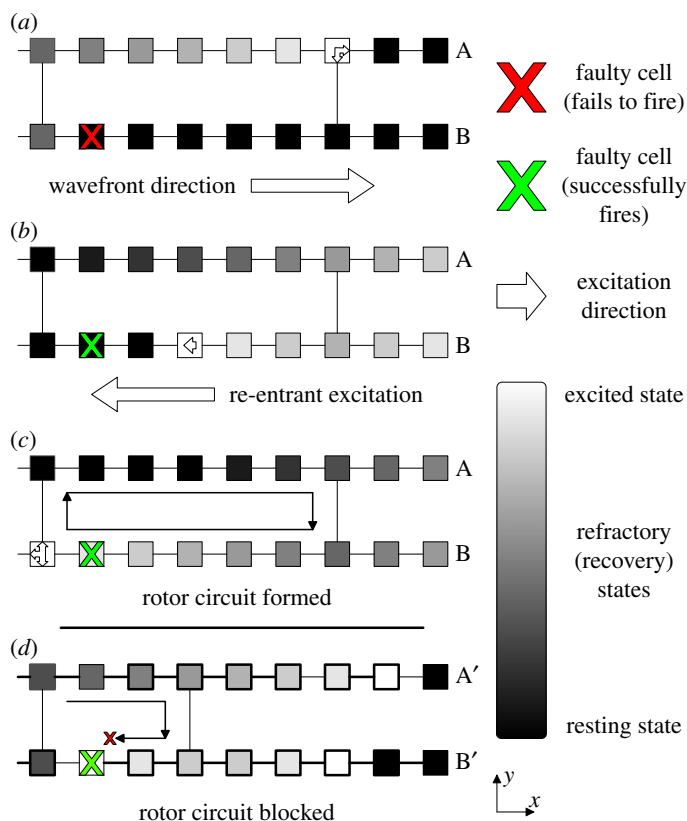 (a)
A
B
wavefront direction
faulty cell
(fails to fire)
faulty cell
(successfully
fires)
(b)
A
B
re-entrant excitation
excitation
direction
(c)
A
B
rotor circuit formed
excited state
refractory
(recovery)
states
resting state
(d)
A′
B′
rotor circuit blocked
y
x